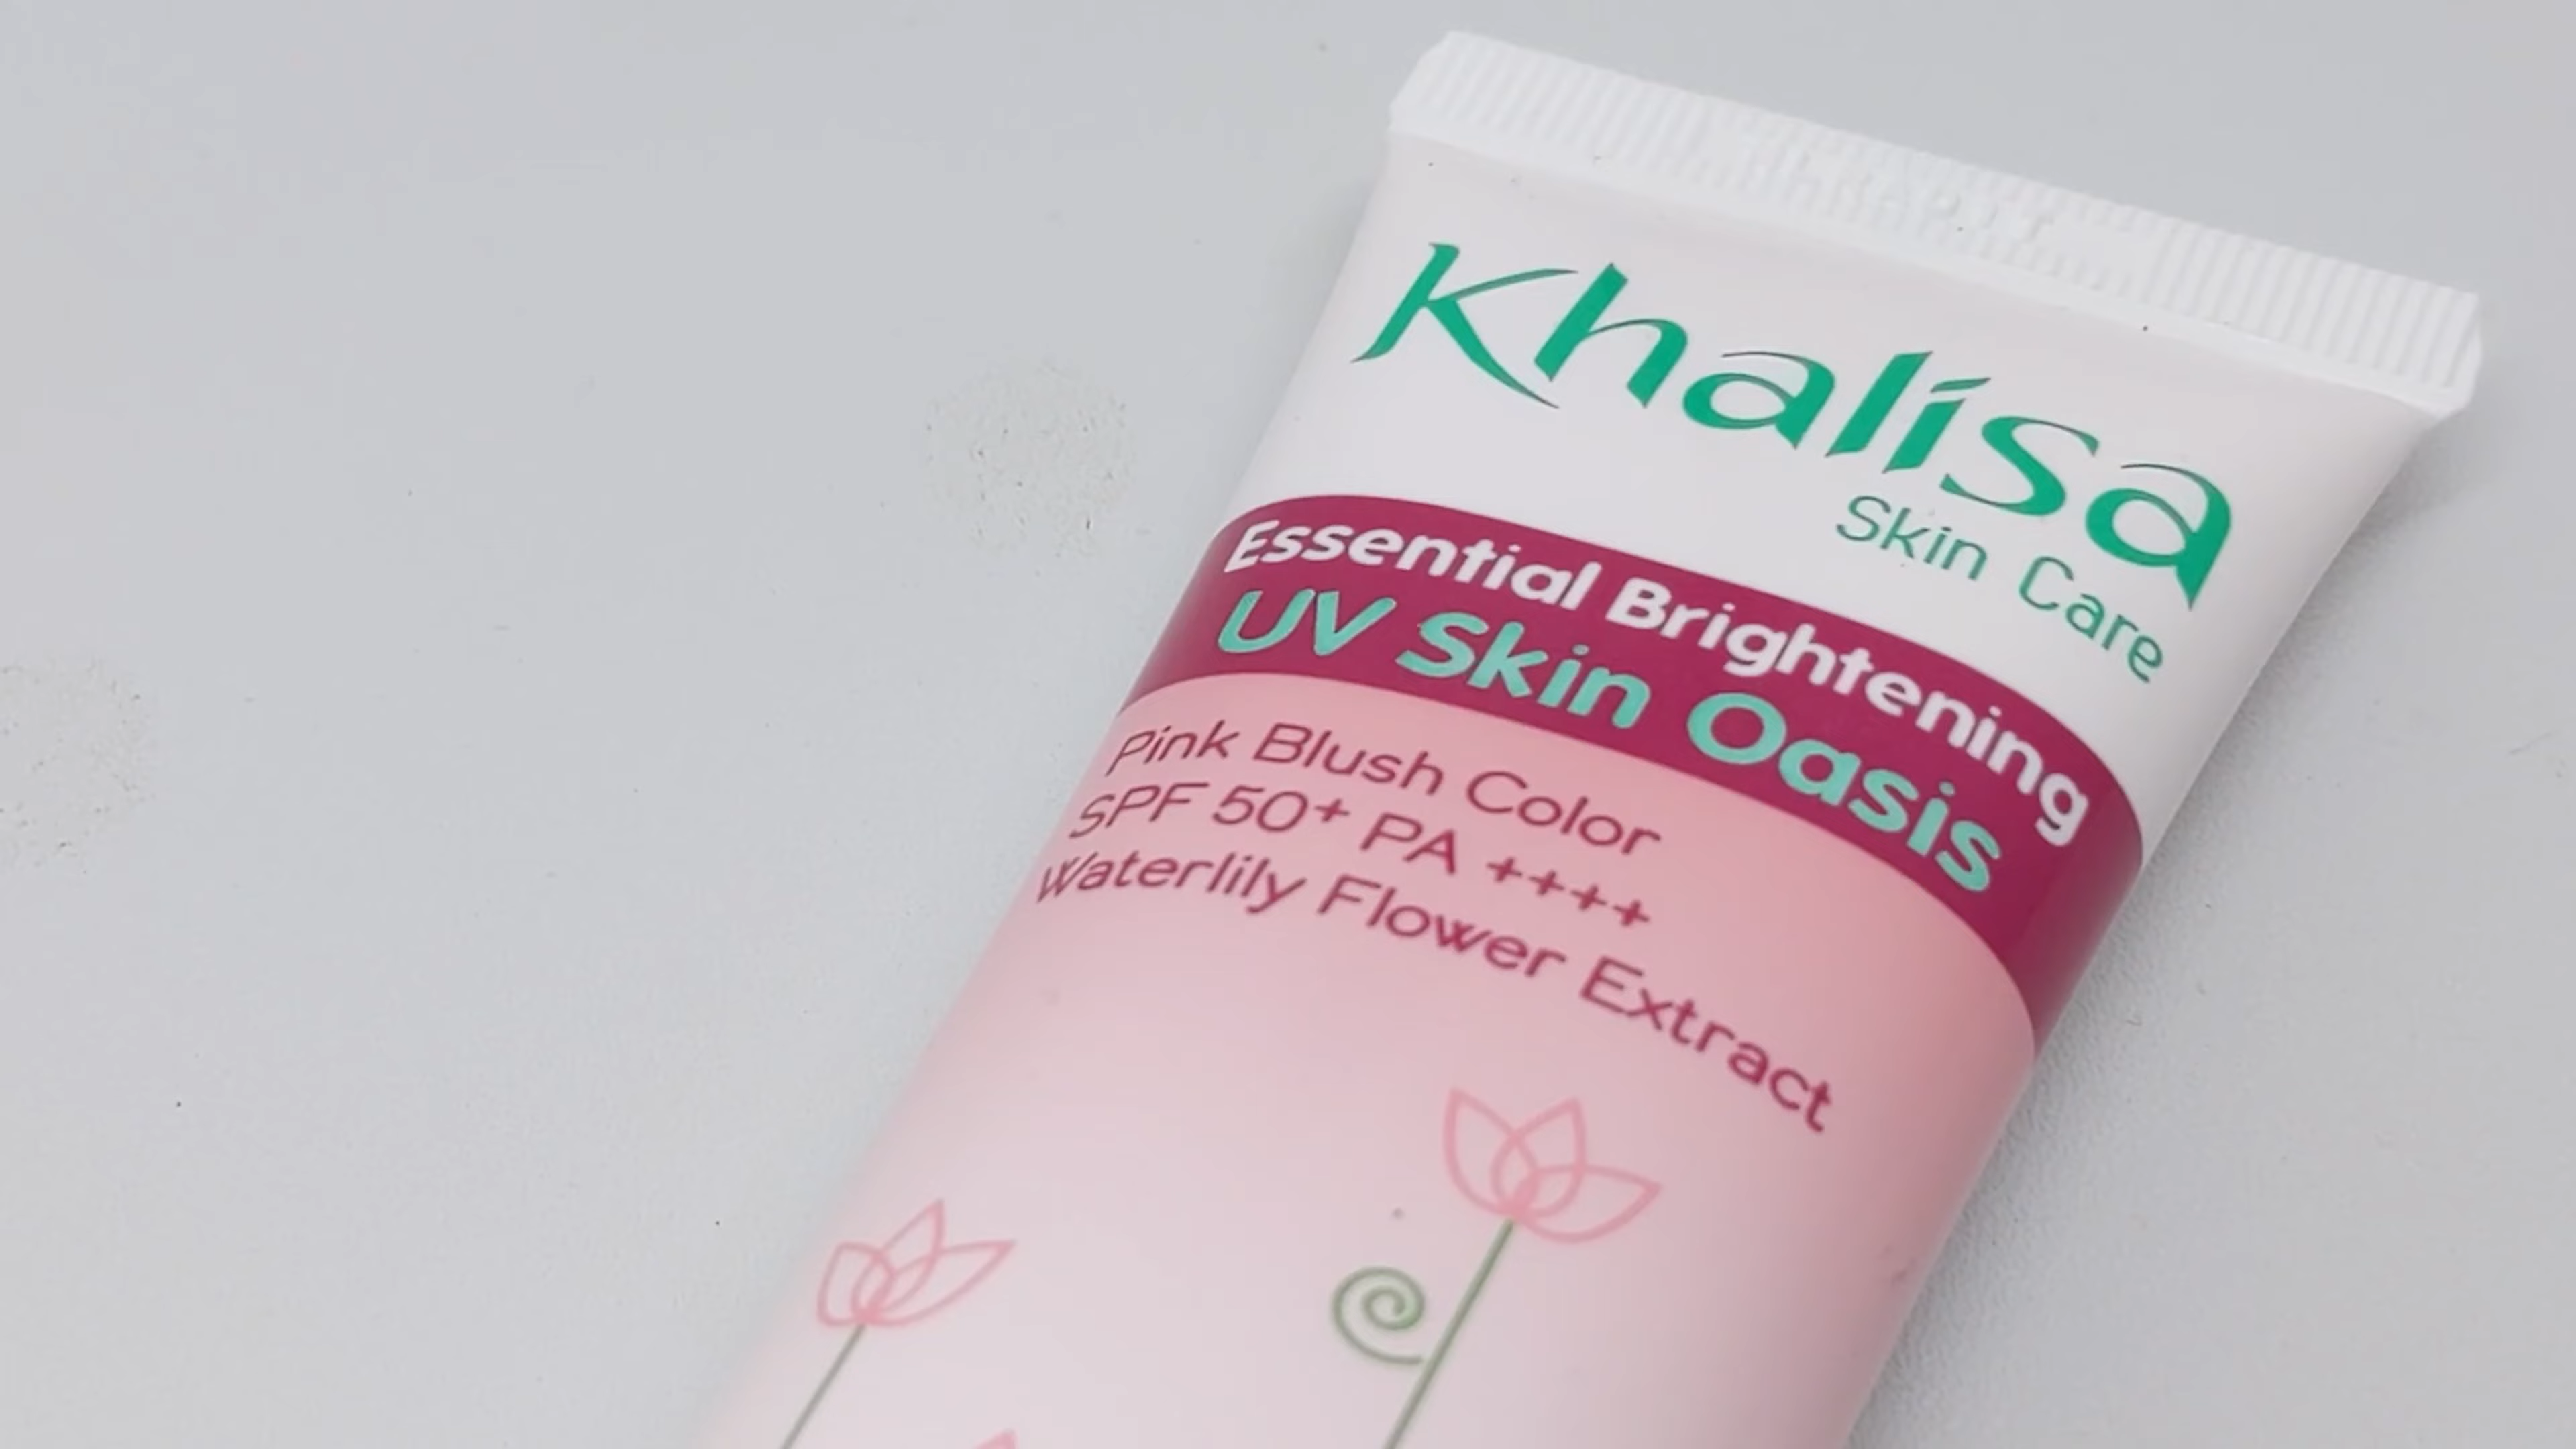 Khalisa
Skin Care
Essential Brightening
UV Skin Oasis
Pink Blush Color
SPF 50+ PA ++++
Waterlily Flower Extract